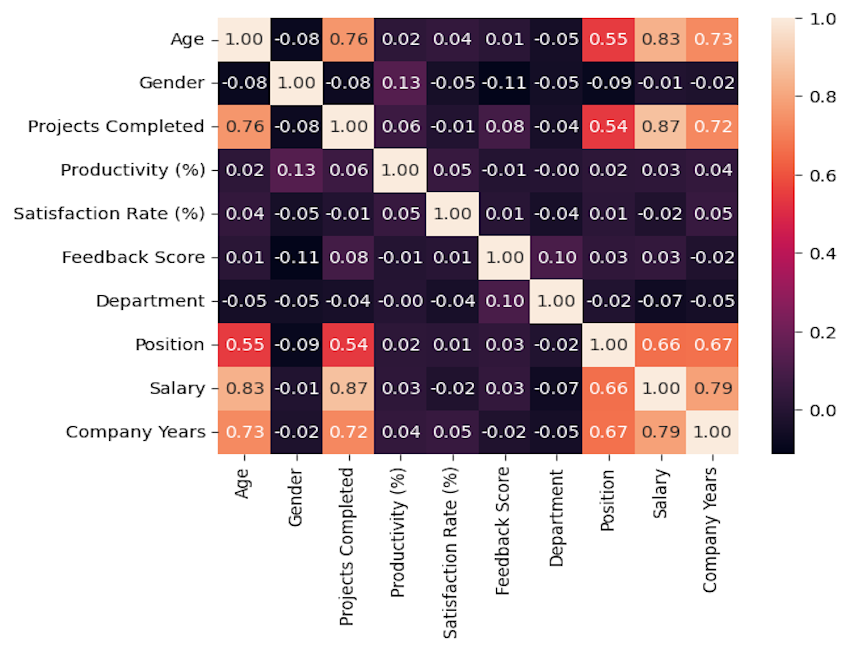 Age 1.00 -0.08 0.76 0.02 0.04 0.01 -0.05 0.55 0.83 0.73
Gender -0.08 1.00 -0.08 0.13 -0.05 -0.11 -0.05 -0.09 -0.01 -0.02
Projects Completed 0.76 -0.08 1.00 0.06 -0.01 0.08 -0.04 0.54 0.87 0.72
Productivity (%) 0.02 0.13 0.06 1.00 0.05 -0.01 -0.00 0.02 0.03 0.04
Satisfaction Rate (%) 0.04 -0.05 -0.01 0.05 1.00 0.01 -0.04 0.01 -0.02 0.05
Feedback Score 0.01 -0.11 0.08 -0.01 0.01 1.00 0.10 0.03 0.03 -0.02
Department -0.05 -0.05 -0.04 -0.00 -0.04 0.10 1.00 -0.02 -0.07 -0.05
Position 0.55 -0.09 0.54 0.02 0.01 0.03 -0.02 1.00 0.66 0.67
Salary 0.83 -0.01 0.87 0.03 -0.02 0.03 -0.07 0.66 1.00 0.79
Company Years 0.73 -0.02 0.72 0.04 0.05 -0.02 -0.05 0.67 0.79 1.00
Age
Gender
Projects Completed
Productivity (%)
Satisfaction Rate (%)
Feedback Score
Department
Position
Salary
Company Years
1.0
0.8
0.6
0.4
0.2
0.0